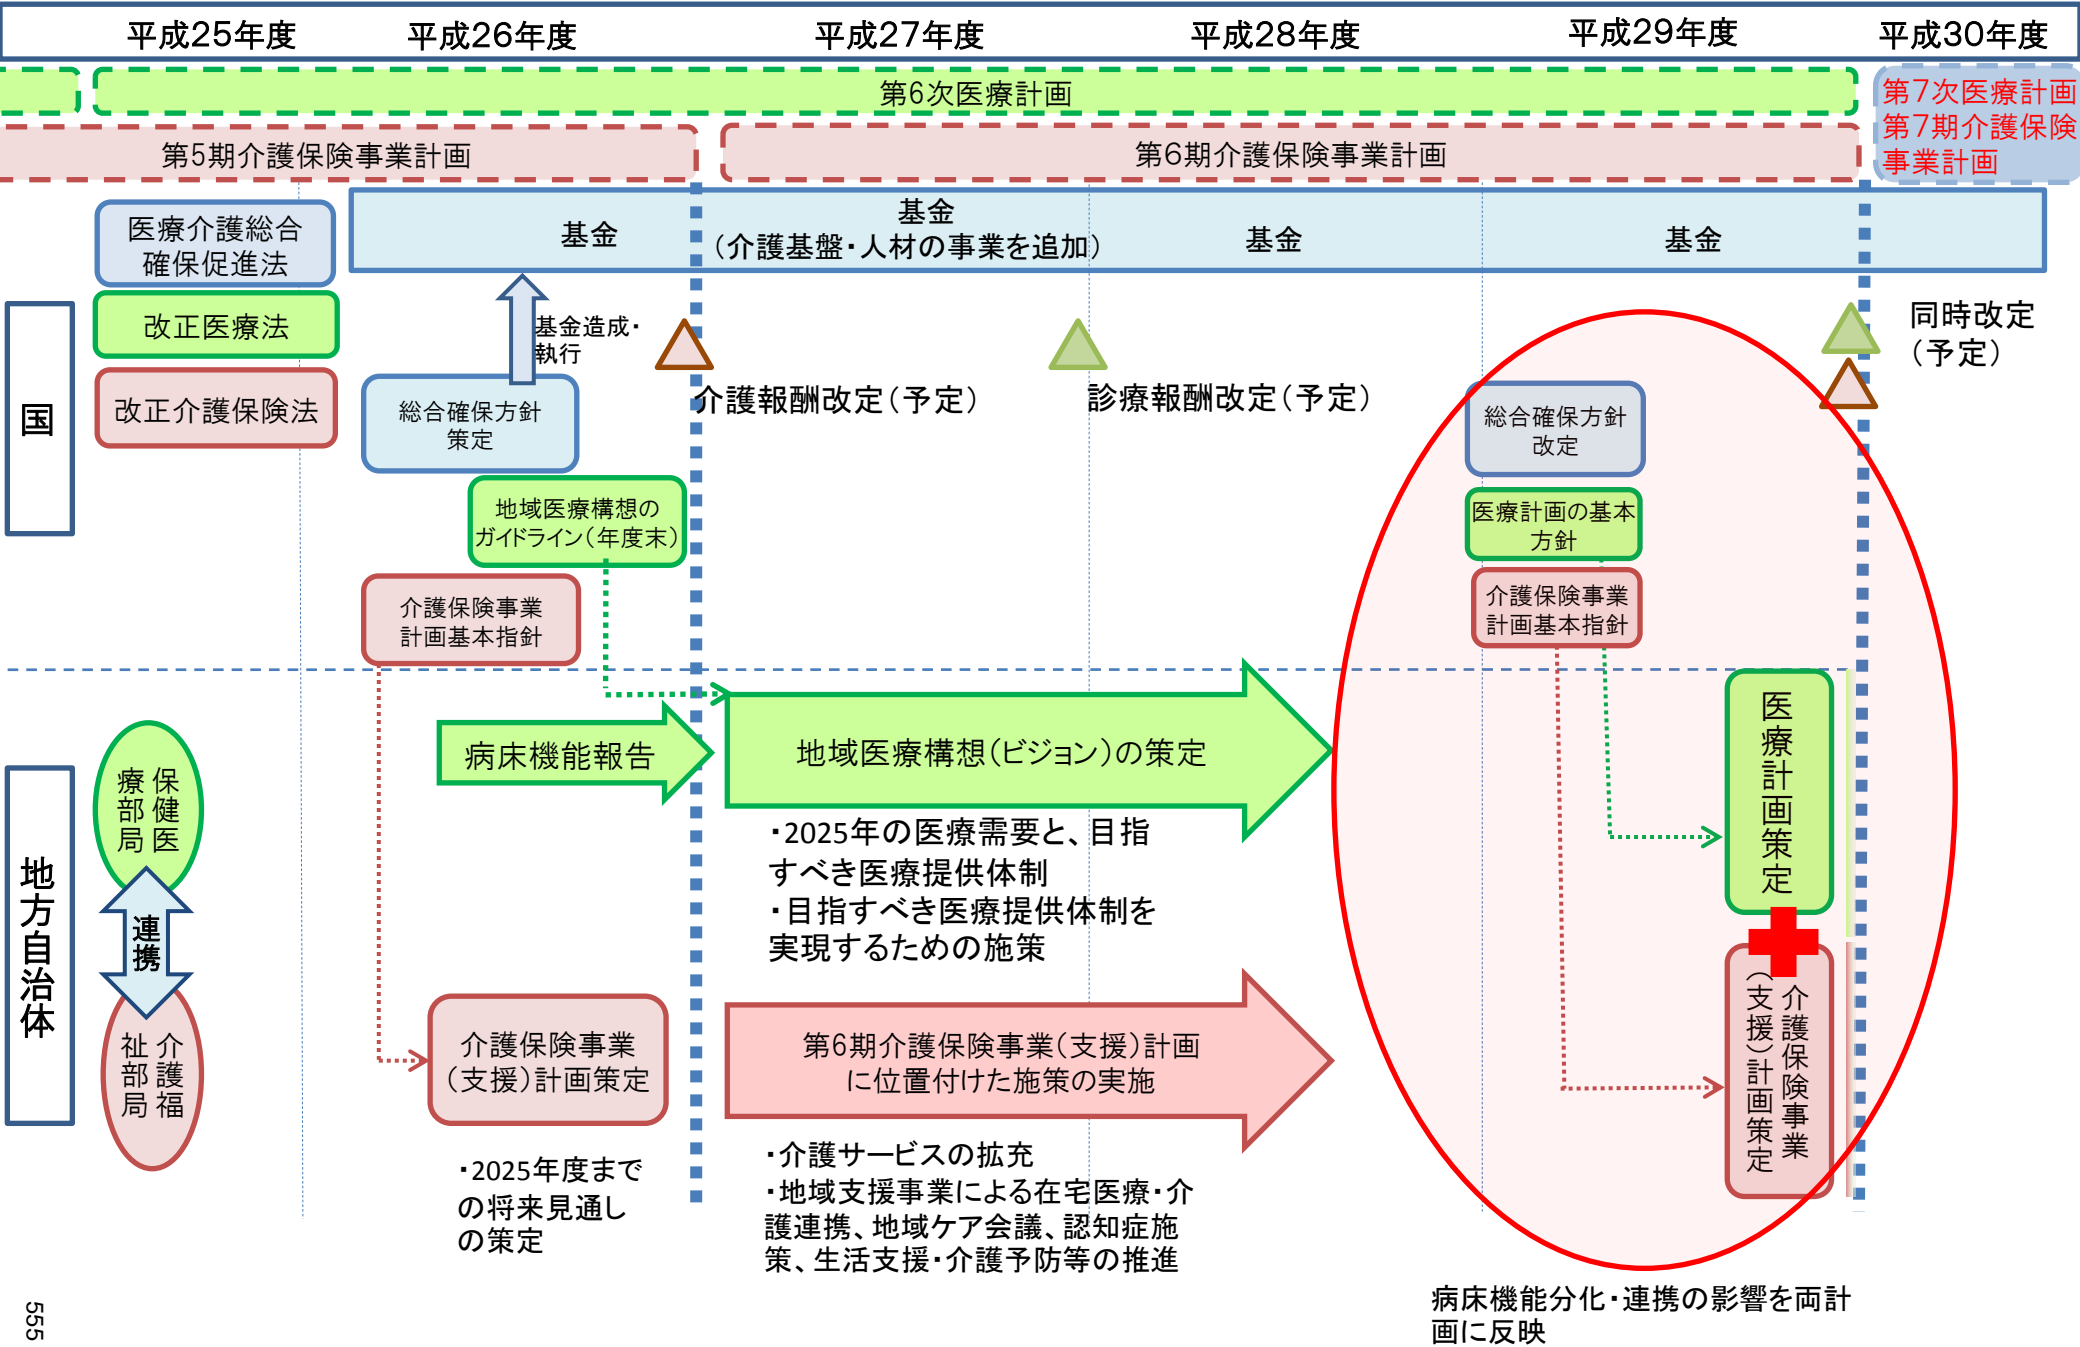 平成25年度
平成26年度
平成27年度
平成28年度
平成29年度
平成30年度
第6次医療計画
第7次医療計画
第7期介護保険
事業計画
第5期介護保険事業計画
第6期介護保険事業計画
医療介護総合
確保促進法
改正医療法
改正介護保険法
基金
基金
（介護基盤・人材の事業を追加）
基金
基金
国
基金造成・
執行
総合確保方針
策定
介護報酬改定（予定）
診療報酬改定（予定）
同時改定
（予定）
地域医療構想の
ガイドライン（年度末）
介護保険事業
計画基本指針
総合確保方針
改定
医療計画の基本
方針
介護保険事業
計画基本指針
地方自治体
保健医
療部局
連携
介護福
祉部局
病床機能報告
地域医療構想（ビジョン）の策定
・2025年の医療需要と、目指
すべき医療提供体制
・目指すべき医療提供体制を
実現するための施策
介護保険事業
（支援）計画策定
・2025年度まで
の将来見通し
の策定
第6期介護保険事業（支援）計画
に位置付けた施策の実施
・介護サービスの拡充
・地域支援事業による在宅医療・介
護連携、地域ケア会議、認知症施
策、生活支援・介護予防等の推進
医療計画策定
介護保険事業
（支援）計画策定
病床機能分化・連携の影響を両計
画に反映
555